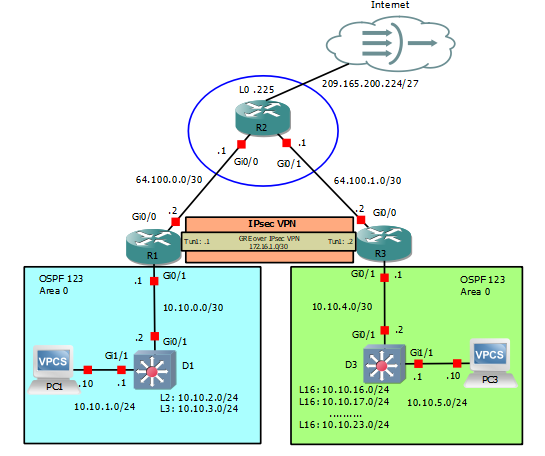 Internet
209.165.200.224/27
L0 .225
R2
.1
Gi0/0
.1
Gi0/1
64.100.0.0/30
64.100.1.0/30
Gi0/0
.2
.2
Gi0/0
IPsec VPN
GRE over IPsec VPN
172.16.1.0/30
Tun1: .1
Tun1: .2
R1
R3
OSPF 123
Area 0
.1
Gi0/1
10.10.0.0/30
.2
Gi0/1
D1
Gi1/1
VPCS
PC1
.10
.1
10.10.1.0/24
L2: 10.10.2.0/24
L3: 10.10.3.0/24
Gi0/1
.1
OSPF 123
Area 0
10.10.4.0/30
Gi0/1
.2
D3
Gi1/1
VPCS
PC3
.1
.10
10.10.5.0/24
L16: 10.10.16.0/24
L16: 10.10.17.0/24
..........
L16: 10.10.23.0/24